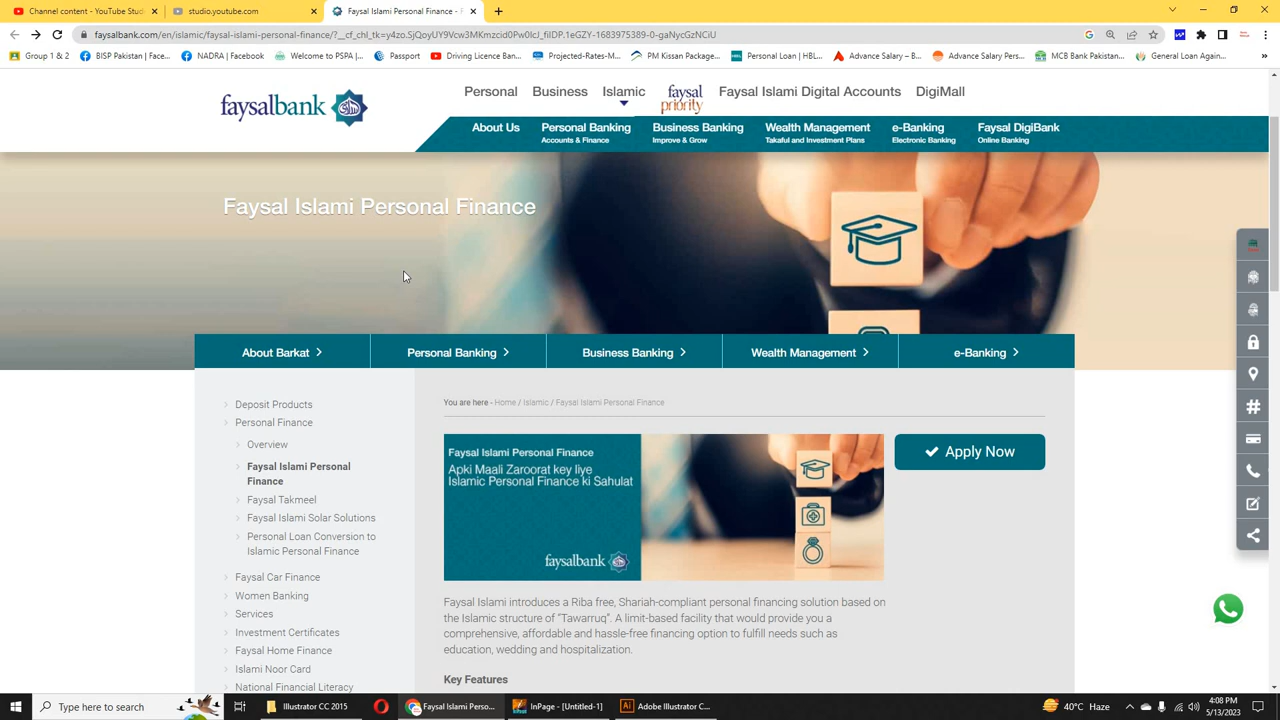 Channel content - YouTube Stud
studio.youtube.com
Faysal Islami Personal Finance -
faysalbank.com/en/islamic/faysal-islami-personal-finance/?__cf_chl_tk=y4zo.SjQoyUY9Vcw3MKmzcid0Pw0IcJ_fiIDP.1eGZY-1683975389-0-gaNycGzNCiU
Group 1 & 2
BISP Pakistan | Face...
NADRA | Facebook
Welcome to PSPA |...
Passport
Driving Licence Ban...
Projected-Rates-M...
PM Kissan Package...
Personal Loan | HBL...
Advance Salary – B...
Advance Salary Pers...
MCB Bank Pakistan...
General Loan Again...
faysalbank
Personal
Business
Islamic
faysal priority
Faysal Islami Digital Accounts
DigiMall
About Us
Personal Banking
Accounts & Finance
Business Banking
Improve & Grow
Wealth Management
Takaful and Investment Plans
e-Banking
Electronic Banking
Faysal DigiBank
Online Banking
Faysal Islami Personal Finance
About Barkat
Personal Banking
Business Banking
Wealth Management
e-Banking
Deposit Products
Personal Finance
Overview
Faysal Islami Personal
Finance
Faysal Takmeel
Faysal Islami Solar Solutions
Personal Loan Conversion to
Islamic Personal Finance
Faysal Car Finance
Women Banking
Services
Investment Certificates
Faysal Home Finance
Islami Noor Card
National Financial Literacy
You are here - Home / Islamic / Faysal Islami Personal Finance
Faysal Islami Personal Finance
Apki Maali Zaroorat key liye
Islamic Personal Finance ki Sahulat
faysalbank
Apply Now
Faysal Islami introduces a Riba free, Shariah-compliant personal financing solution based on
the Islamic structure of "Tawarruq". A limit-based facility that would provide you a
comprehensive, affordable and hassle-free financing option to fulfill needs such as
education, wedding and hospitalization.
Key Features
Type here to search
Illustrator CC 2015
Faysal Islami Perso...
InPage - [Untitled-1]
Adobe Illustrator C...
40°C Haze
4:08 PM
5/13/2023